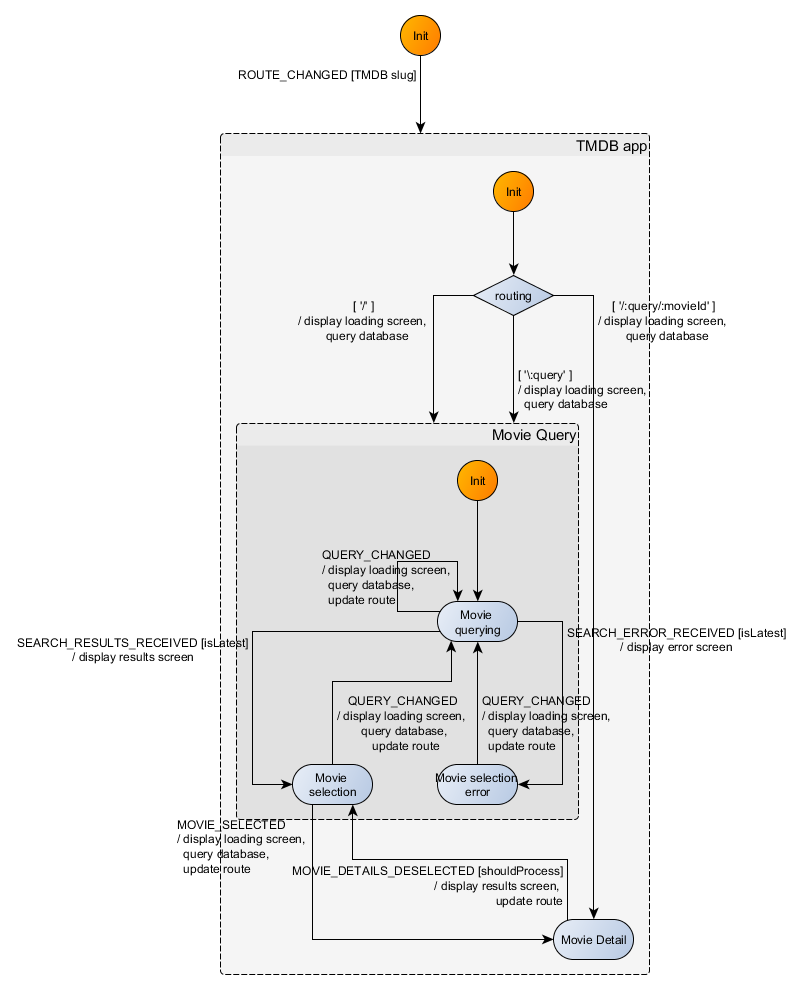 Init
ROUTE_CHANGED [TMDB slug]
TMDB app
Init
routing
[ '/' ]
/ display loading screen,
query database
[ '/:query/:movieId' ]
/ display loading screen,
query database
[ '\:query' ]
/ display loading screen,
query database
Movie Query
Init
QUERY_CHANGED
/ display loading screen,
query database,
update route
Movie
querying
SEARCH_RESULTS_RECEIVED [isLatest]
/ display results screen
SEARCH_ERROR_RECEIVED [isLatest]
/ display error screen
QUERY_CHANGED
/ display loading screen,
query database,
update route
QUERY_CHANGED
/ display loading screen,
query database,
update route
Movie
selection
Movie selection
error
MOVIE_SELECTED
/ display loading screen,
query database,
update route
MOVIE_DETAILS_DESELECTED [shouldProcess]
/ display results screen,
update route
Movie Detail